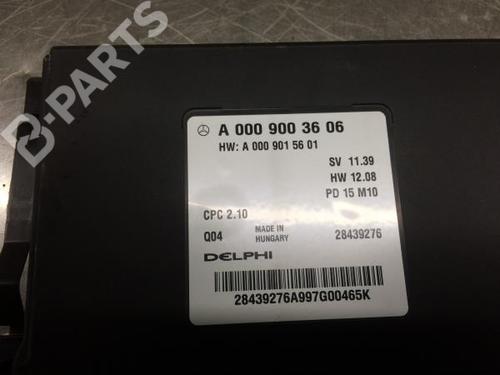 B-PARTS
A 000 900 36 06
HW: A 000 901 56 01
SV 11.39
HW 12.08
PD 15 M10
CPC 2.10
Q04
MADE IN
HUNGARY
28439276
DELPHI
28439276A997G00465K
B-PARTS